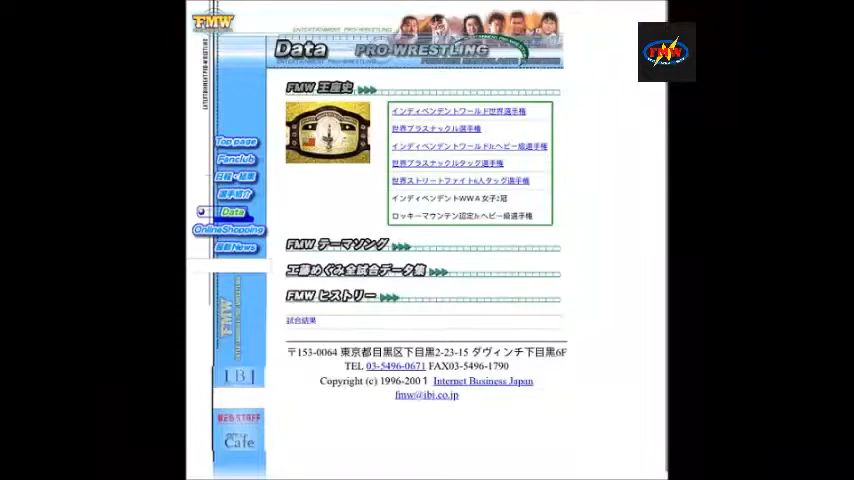 FMW
ENTERTAINMENT PRO-WRESTLING
Data
PRO-WRESTLING
FMW
FMW 王座史
インディペンデントワールド世界選手権
世界ブラスナックル選手権
インディペンデントワールドJr.ヘビー級選手権
世界ブラスナックルタッグ選手権
世界ストリートファイト6人タッグ選手権
インディペンデントWWA女子2冠
ロッキーマウンテン認定Jr.ヘビー級選手権
Top page
Fanclub
日程・結果
選手紹介
Data
OnlineShopping
最新News
FMW テーマソング
工藤めぐみ全試合データ集
FMW ヒストリー
試合結果
FMW
IBJ
WEB STAFF
Cafe
〒153-0064 東京都目黒区下目黒2-23-15 ダヴィンチ下目黒6F
TEL 03-5496-0671 FAX03-5496-1790
Copyright (c) 1996-2001 Internet Business Japan
fmw@ibj.co.jp